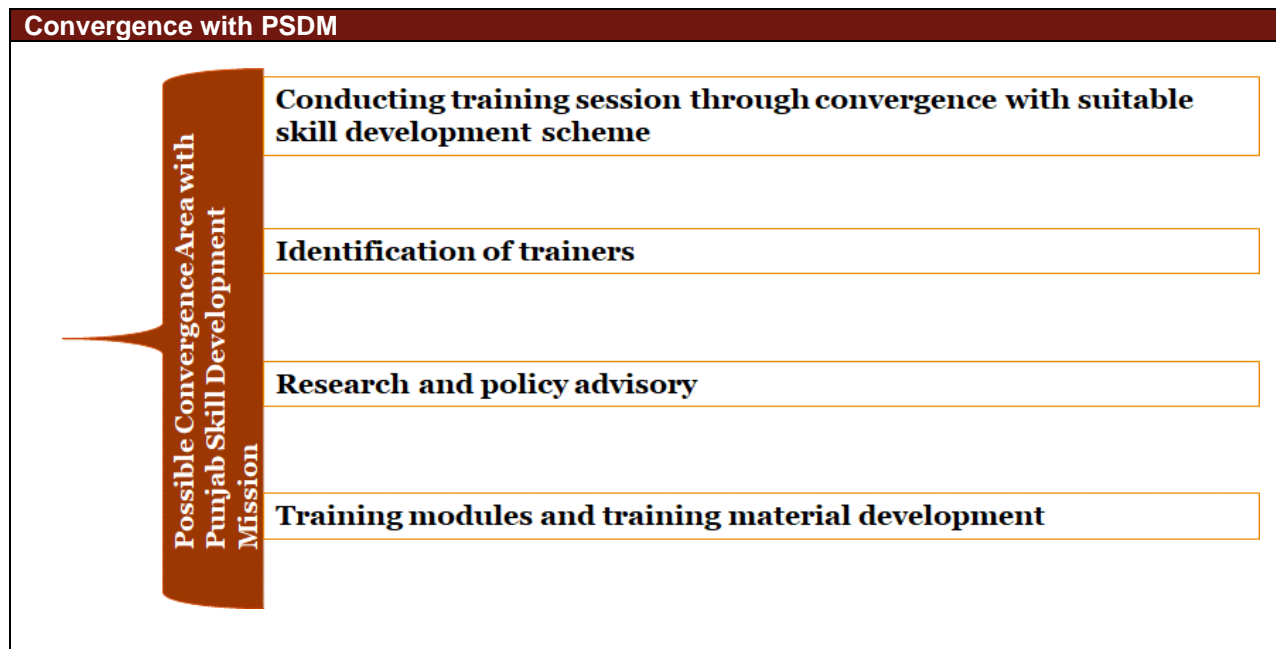 Convergence with PSDM
Possible Convergence Area with
Punjab Skill Development
Mission
Conducting training session through convergence with suitable
skill development scheme
Identification of trainers
Research and policy advisory
Training modules and training material development